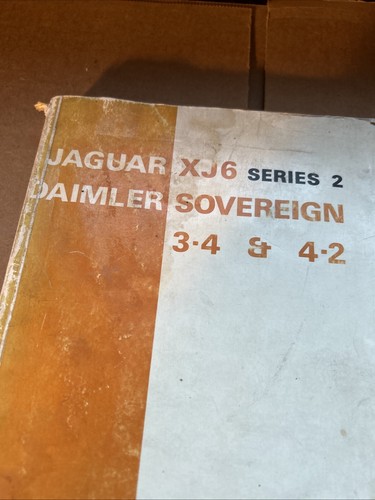 JAGUAR XJ6 SERIES 2
DAIMLER SOVEREIGN
3·4 & 4·2